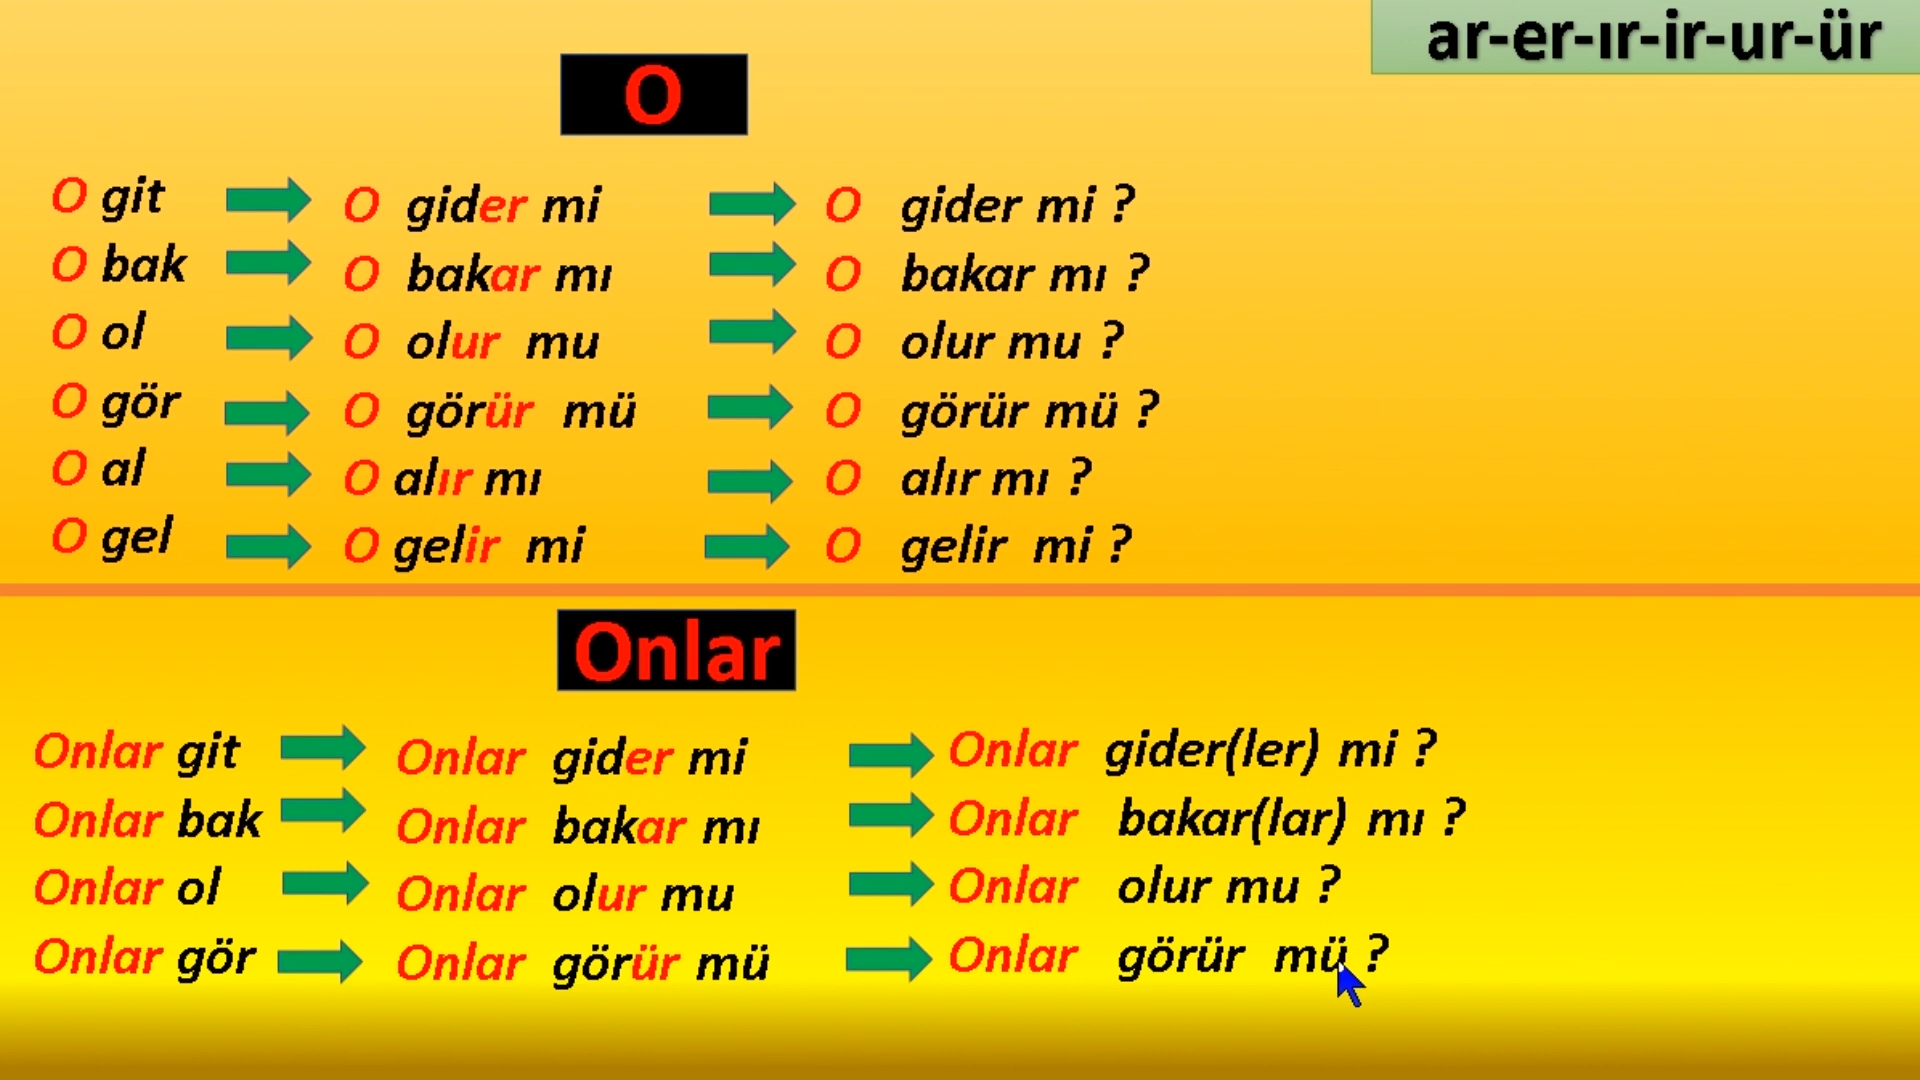 ar-er-ır-ir-ur-ür
O
O git O gider mi O gider mi ?
O bak O bakar mı O bakar mı ?
O ol O olur mu O olur mu ?
O gör O görür mü O görür mü ?
O al O alır mı O alır mı ?
O gel O gelir mi O gelir mi ?
Onlar
Onlar git Onlar gider mi Onlar gider(ler) mi ?
Onlar bak Onlar bakar mı Onlar bakar(lar) mı ?
Onlar ol Onlar olur mu Onlar olur mu ?
Onlar gör Onlar görür mü Onlar görür mü ?